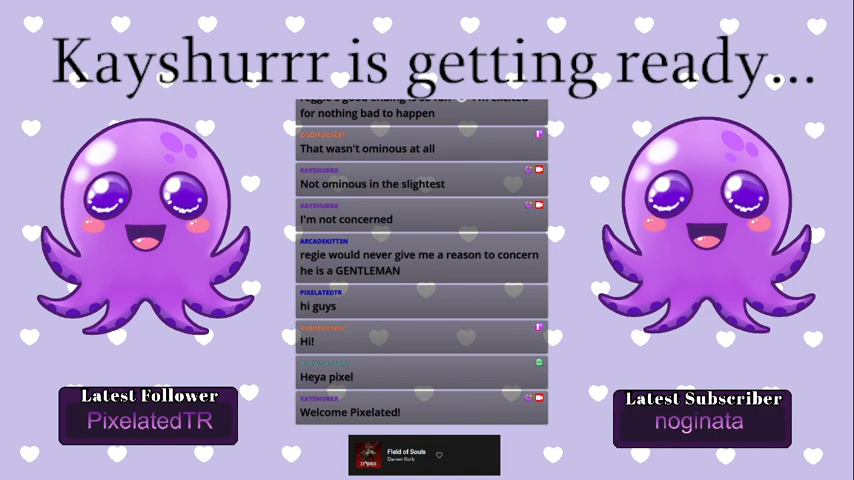 Kayshurrr is getting ready...
for nothing bad to happen
That wasn't ominous at all
KAYSHURRR
Not ominous in the slightest
KAYSHURRR
I'm not concerned
ARCADEKITT3N
regie would never give me a reason to concern
he is a GENTLEMAN
PIXELATEDTR
hi guys
Hi!
Heya pixel
KAYSHURRR
Welcome Pixelated!
Latest Follower
PixelatedTR
Latest Subscriber
noginata
Field of Souls
Darren Korb